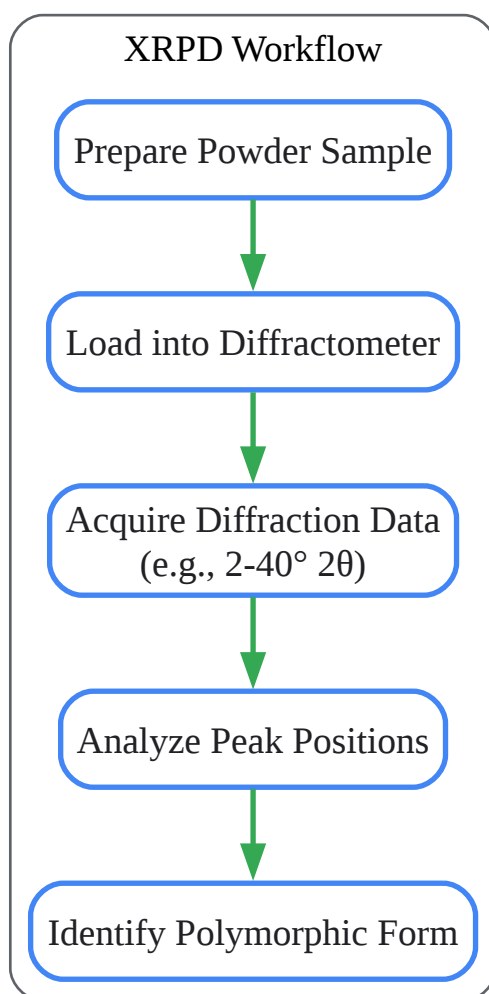 XRPD Workflow
Prepare Powder Sample
Load into Diffractometer
Acquire Diffraction Data
(e.g., 2-40° 2θ)
Analyze Peak Positions
Identify Polymorphic Form